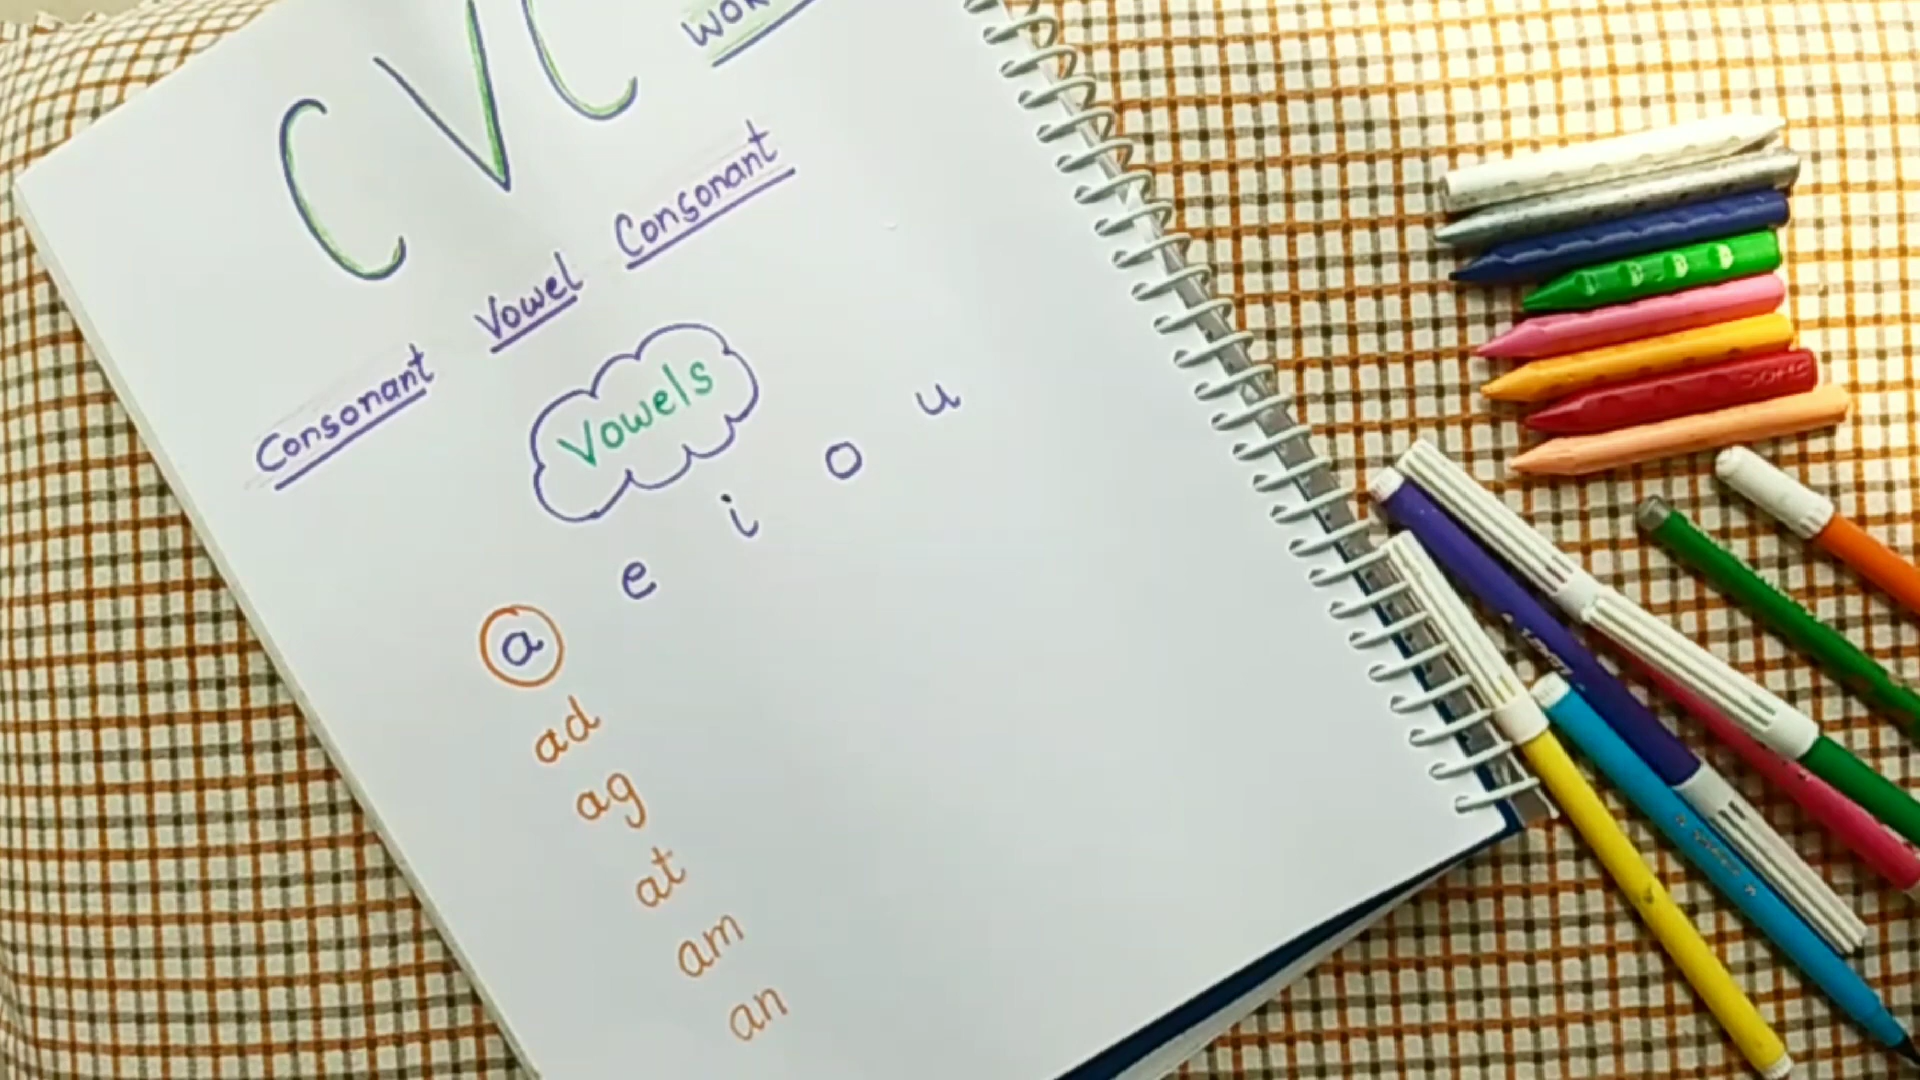 CVC
Consonant Vowel Consonant
Vowels
a e i o u
ad
ag
at
am
an